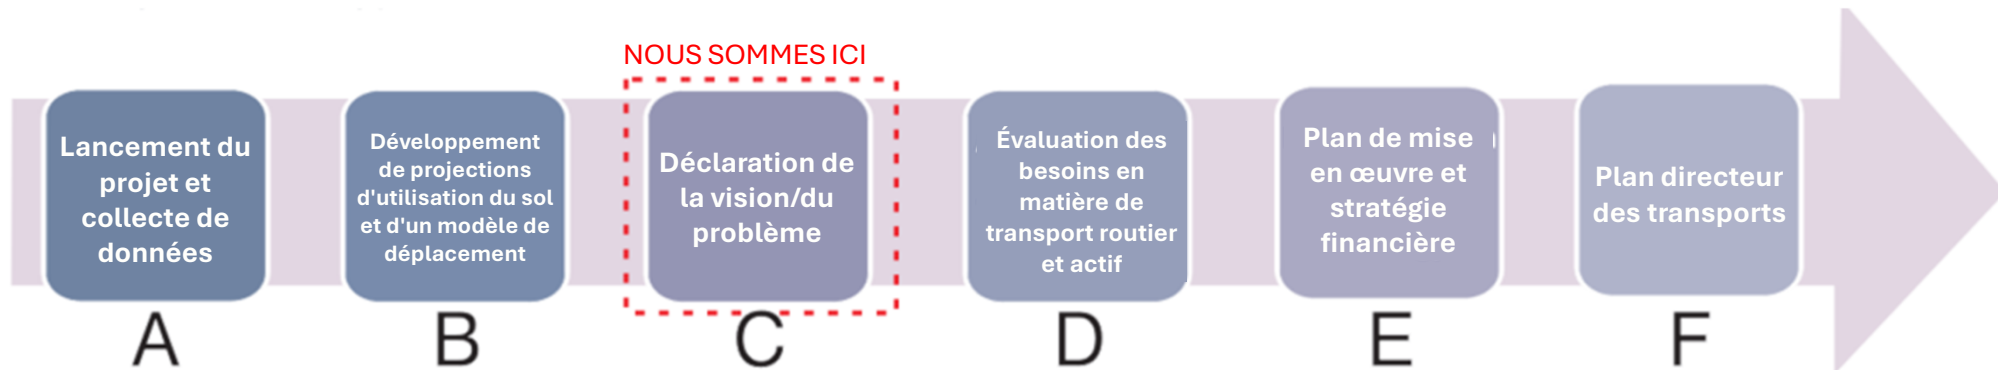 NOUS SOMMES ICI
Lancement du
projet et
collecte de
données
Développement
de projections
d'utilisation du sol
et d'un modèle de
déplacement
Déclaration de
la vision/du
problème
Évaluation des
besoins en
matière de
transport routier
et actif
Plan de mise
en œuvre et
stratégie
financière
Plan directeur
des transports
A
B
C
D
E
F